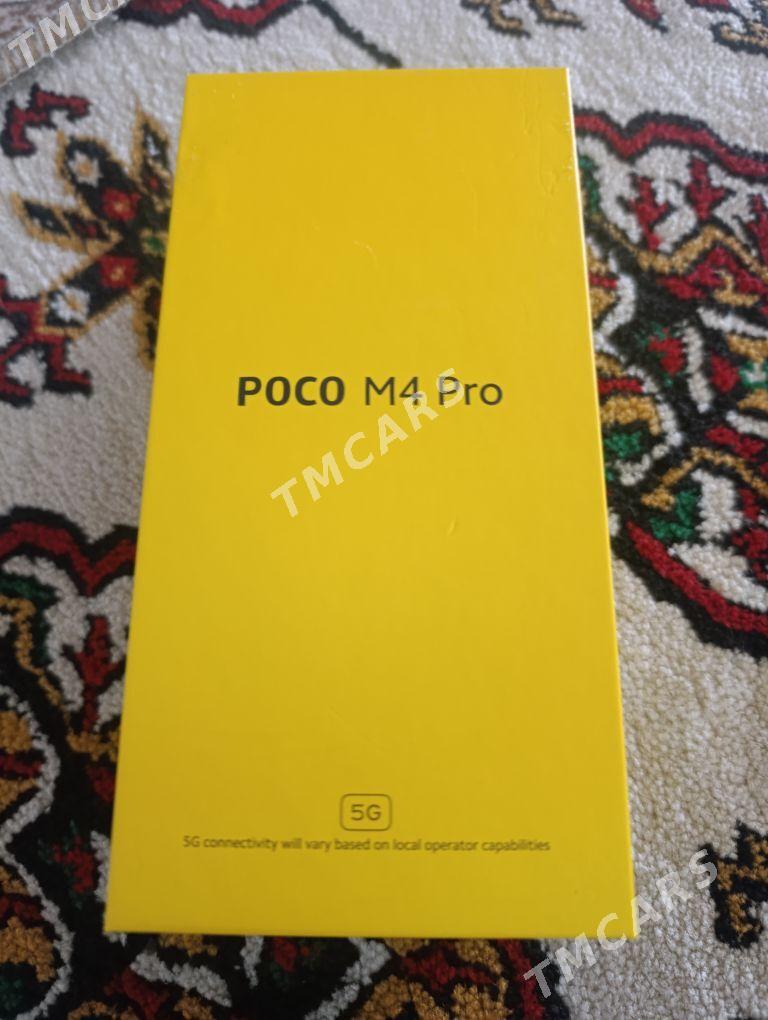 TMCARS
POCO M4 Pro
TMCARS
5G
5G connectivity will vary based on local operator capabilities
TMCARS